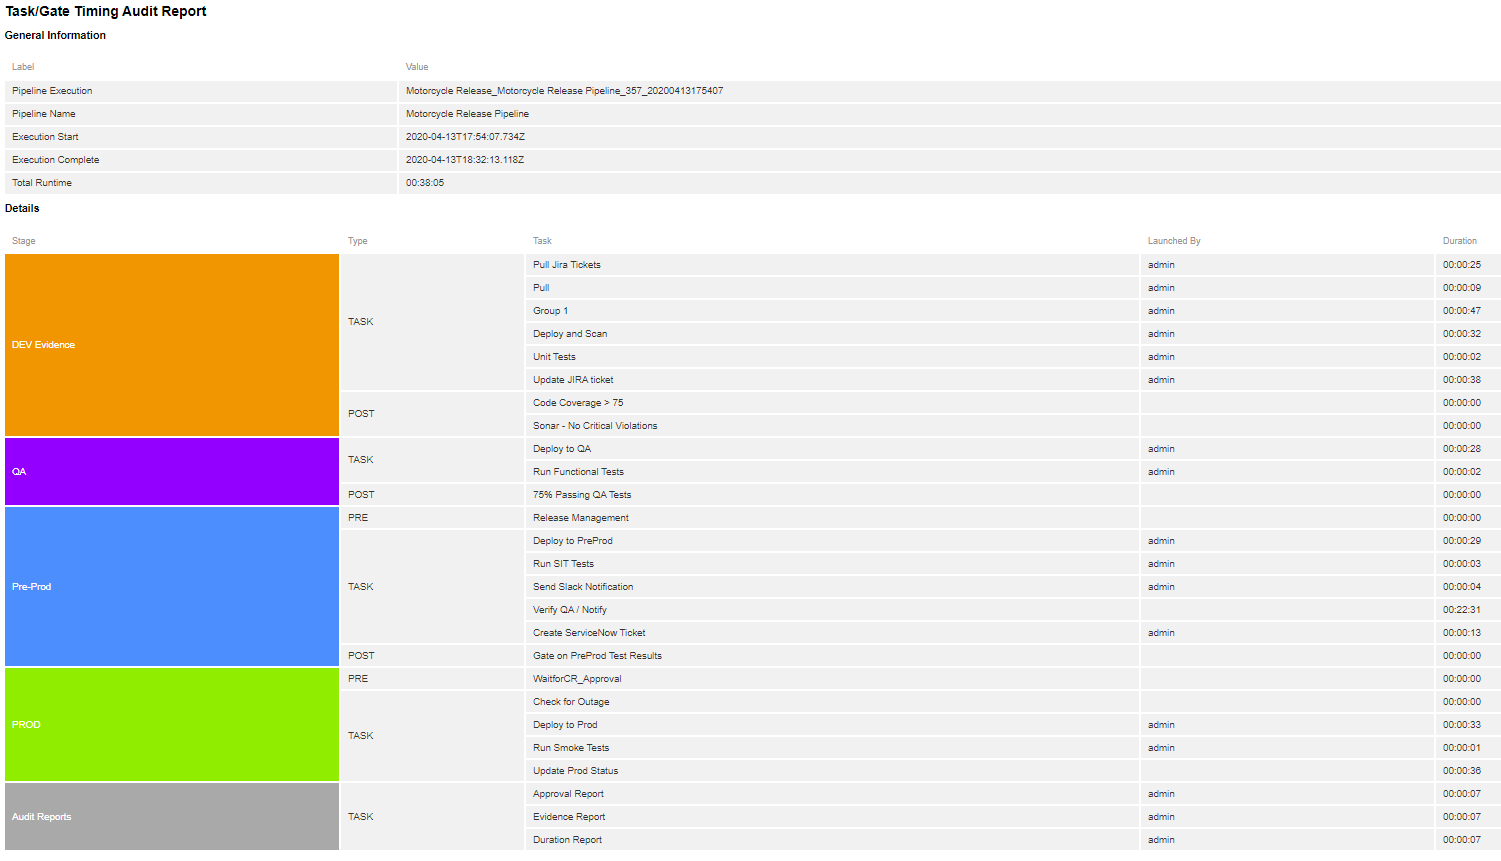 Task/Gate Timing Audit Report
General Information
Label Value
Pipeline Execution Motorcycle Release_Motorcycle Release Pipeline_357_20200413175407
Pipeline Name Motorcycle Release Pipeline
Execution Start 2020-04-13T17:54:07.734Z
Execution Complete 2020-04-13T18:32:13.118Z
Total Runtime 00:38:05
Details
Stage Type Task Launched By Duration
DEV Evidence TASK Pull Jira Tickets admin 00:00:25
Pull admin 00:00:09
Group 1 admin 00:00:47
Deploy and Scan admin 00:00:32
Unit Tests admin 00:00:02
Update JIRA ticket admin 00:00:38
POST Code Coverage > 75 00:00:00
Sonar - No Critical Violations 00:00:00
QA TASK Deploy to QA admin 00:00:28
Run Functional Tests admin 00:00:02
POST 75% Passing QA Tests 00:00:00
Pre-Prod PRE Release Management 00:00:00
TASK Deploy to PreProd admin 00:00:29
Run SIT Tests admin 00:00:03
Send Slack Notification admin 00:00:04
Verify QA / Notify 00:22:31
Create ServiceNow Ticket admin 00:00:13
POST Gate on PreProd Test Results 00:00:00
PROD PRE WaitforCR_Approval 00:00:00
TASK Check for Outage 00:00:00
Deploy to Prod admin 00:00:33
Run Smoke Tests admin 00:00:01
Update Prod Status 00:00:36
Audit Reports TASK Approval Report admin 00:00:07
Evidence Report admin 00:00:07
Duration Report admin 00:00:07